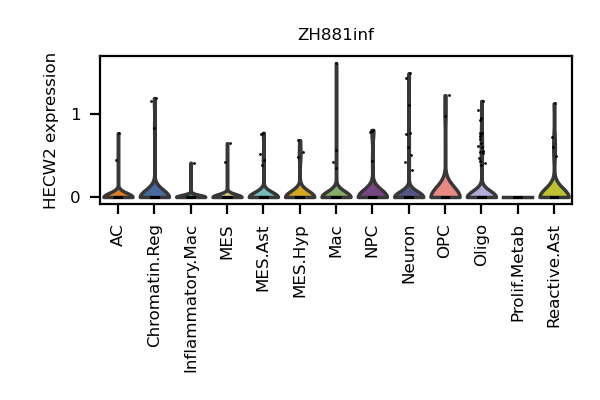 ZH881inf
HECW2 expression
1
0
AC
Chromatin.Reg
Inflammatory.Mac
MES
MES.Ast
MES.Hyp
Mac
NPC
Neuron
OPC
Oligo
Prolif.Metab
Reactive.Ast